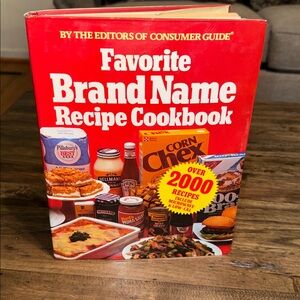 BY THE EDITORS OF CONSUMER GUIDE®
Favorite
Brand Name
Recipe Cookbook
Pillsbury's
BEST
CORN
Chex
OVER
2000
RECIPES